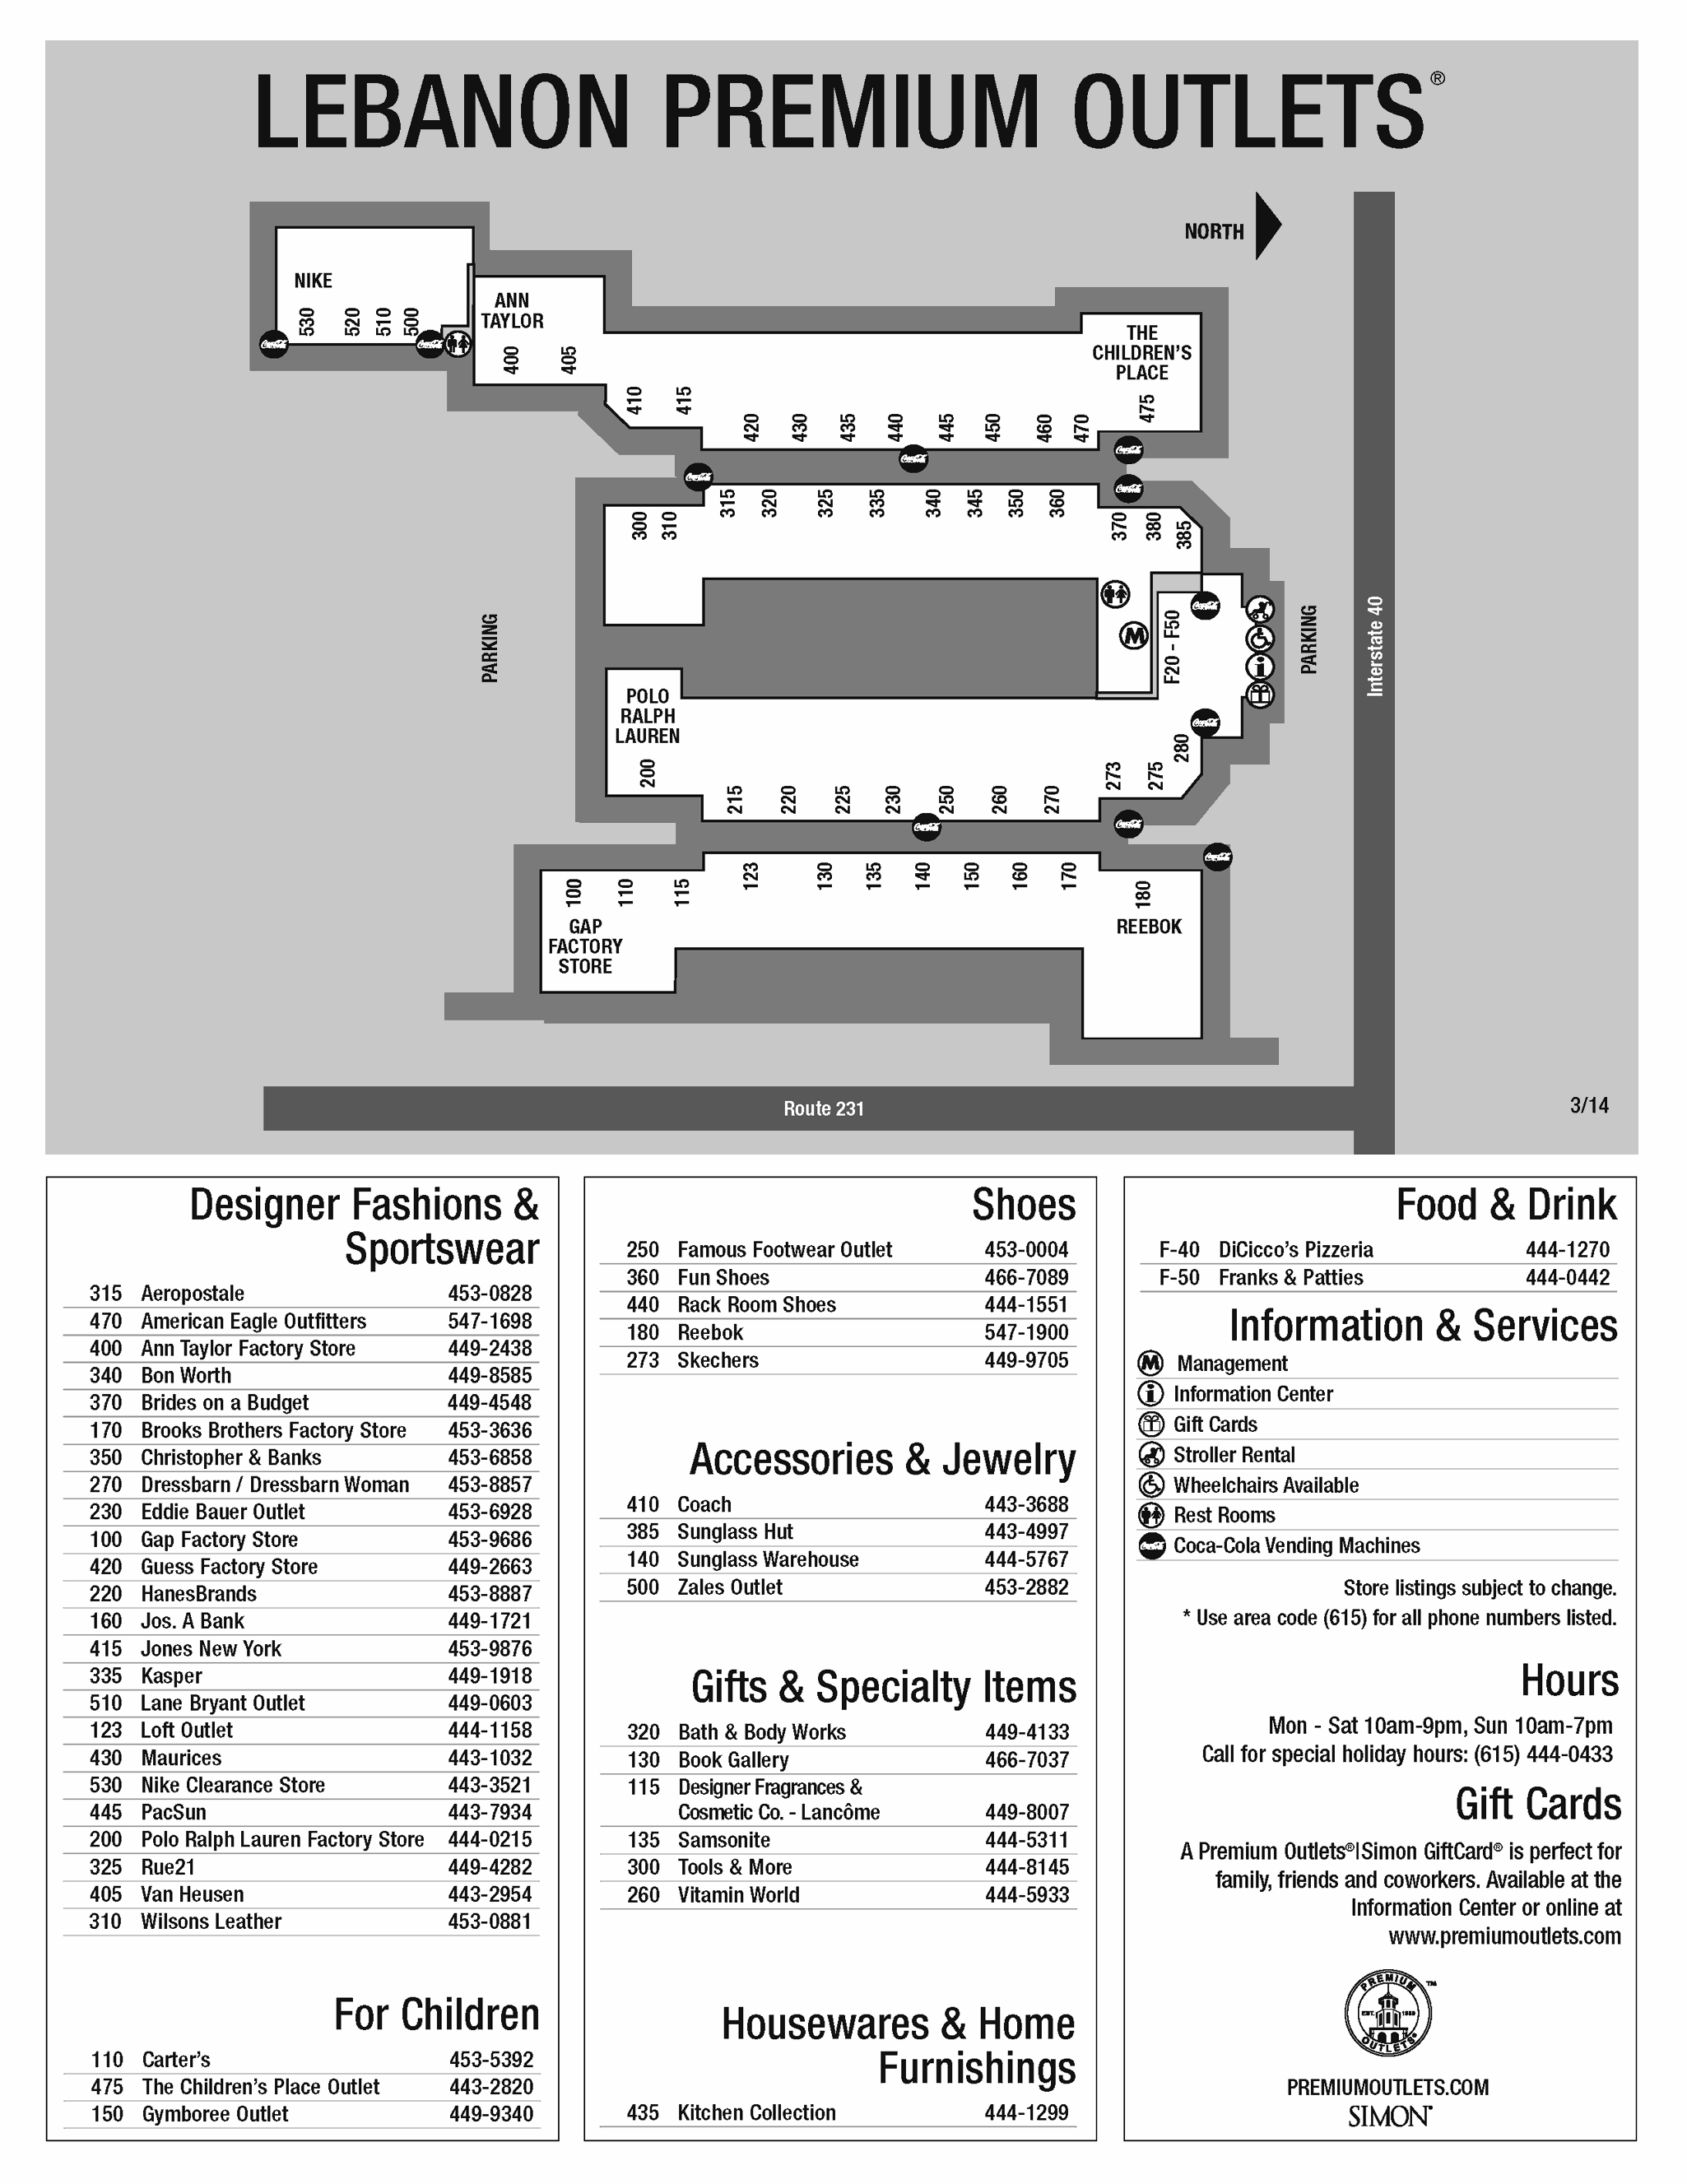 LEBANON PREMIUM OUTLETS®
NORTH
NIKE
530
520
510
500
ANN
TAYLOR
400
405
410
415
420
430
435
440
445
450
460
470
THE
CHILDREN'S
PLACE
475
315
320
325
335
340
345
350
360
300
310
370
380
385
M
F20 - F50
PARKING
PARKING
Interstate 40
POLO
RALPH
LAUREN
200
215
220
225
230
250
260
270
273
275
280
100
110
115
123
130
135
140
150
160
170
180
GAP
FACTORY
STORE
REEBOK
Route 231
3/14
Designer Fashions &
Sportswear
315 Aeropostale 453-0828
470 American Eagle Outfitters 547-1698
400 Ann Taylor Factory Store 449-2438
340 Bon Worth 449-8585
370 Brides on a Budget 449-4548
170 Brooks Brothers Factory Store 453-3636
350 Christopher & Banks 453-6858
270 Dressbarn / Dressbarn Woman 453-8857
230 Eddie Bauer Outlet 453-6928
100 Gap Factory Store 453-9686
420 Guess Factory Store 449-2663
220 HanesBrands 453-8887
160 Jos. A Bank 449-1721
415 Jones New York 453-9876
335 Kasper 449-1918
510 Lane Bryant Outlet 449-0603
123 Loft Outlet 444-1158
430 Maurices 443-1032
530 Nike Clearance Store 443-3521
445 PacSun 443-7934
200 Polo Ralph Lauren Factory Store 444-0215
325 Rue21 449-4282
405 Van Heusen 443-2954
310 Wilsons Leather 453-0881
For Children
110 Carter's 453-5392
475 The Children's Place Outlet 443-2820
150 Gymboree Outlet 449-9340
Shoes
250 Famous Footwear Outlet 453-0004
360 Fun Shoes 466-7089
440 Rack Room Shoes 444-1551
180 Reebok 547-1900
273 Skechers 449-9705
Accessories & Jewelry
410 Coach 443-3688
385 Sunglass Hut 443-4997
140 Sunglass Warehouse 444-5767
500 Zales Outlet 453-2882
Gifts & Specialty Items
320 Bath & Body Works 449-4133
130 Book Gallery 466-7037
115 Designer Fragrances &
Cosmetic Co. - Lancôme 449-8007
135 Samsonite 444-5311
300 Tools & More 444-8145
260 Vitamin World 444-5933
Housewares & Home
Furnishings
435 Kitchen Collection 444-1299
Food & Drink
F-40 DiCicco's Pizzeria 444-1270
F-50 Franks & Patties 444-0442
Information & Services
M Management
i Information Center
Gift Cards
Stroller Rental
Wheelchairs Available
Rest Rooms
Coca-Cola Vending Machines
Store listings subject to change.
* Use area code (615) for all phone numbers listed.
Hours
Mon - Sat 10am-9pm, Sun 10am-7pm
Call for special holiday hours: (615) 444-0433
Gift Cards
A Premium Outlets®|Simon GiftCard® is perfect for
family, friends and coworkers. Available at the
Information Center or online at
www.premiumoutlets.com
PREMIUM
OUTLETS
PREMIUMOUTLETS.COM
SIMON